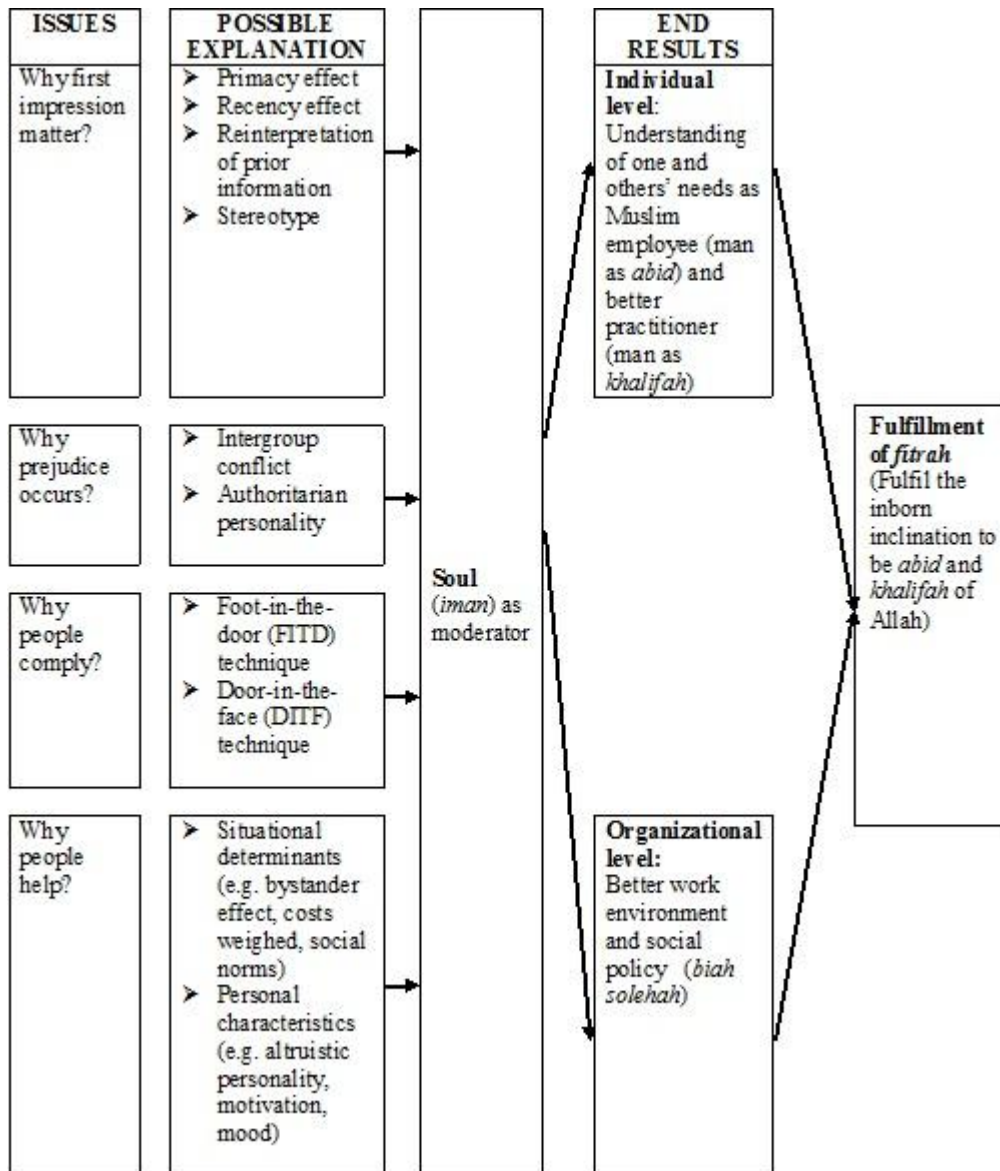 ISSUES
Why first
impression
matter?
POSSIBLE
EXPLANATION
➢ Primacy effect
➢ Recency effect
➢ Reinterpretation
of prior
information
➢ Stereotype
Why
prejudice
occurs?
➢ Intergroup
conflict
➢ Authoritarian
personality
Why
people
comply?
➢ Foot-in-the-
door (FITD)
technique
➢ Door-in-the-
face (DITF)
technique
Why
people
help?
➢ Situational
determinants
(e.g. bystander
effect, costs
weighed, social
norms)
➢ Personal
characteristics
(e.g. altruistic
personality,
motivation,
mood)
Soul
(iman) as
moderator
END
RESULTS
Individual
level:
Understanding
of one and
others' needs as
Muslim
employee (man
as abid) and
better
practitioner
(man as
khalifah)
Organizational
level:
Better work
environment
and social
policy (biah
solehah)
Fulfillment
of fitrah
(Fulfil the
inborn
inclination to
be abid and
khalifah of
Allah)